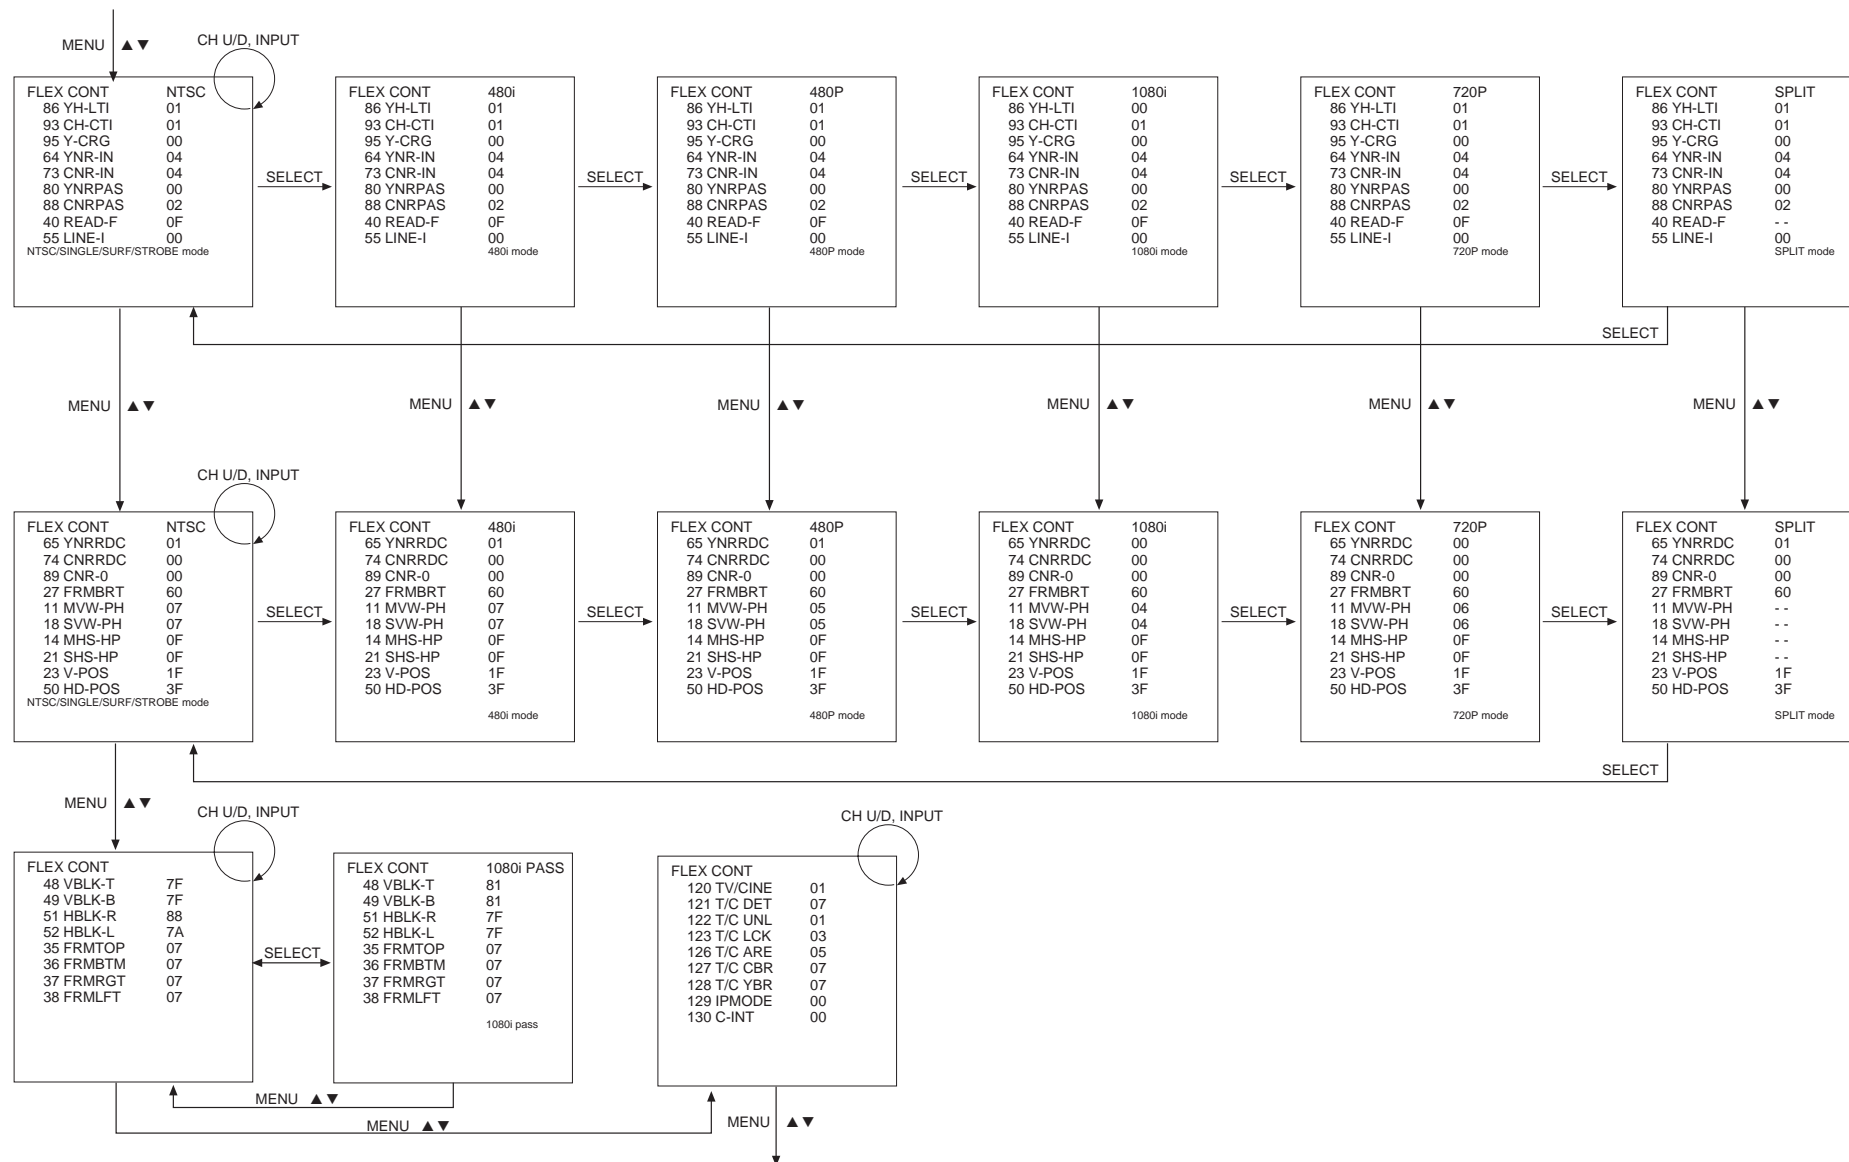 MENU ▲ ▼
CH U/D, INPUT
FLEX CONT NTSC
86 YH-LTI 01
93 CH-CTI 01
95 Y-CRG 00
64 YNR-IN 04
73 CNR-IN 04
80 YNRPAS 00
88 CNRPAS 02
40 READ-F 0F
55 LINE-I 00
NTSC/SINGLE/SURF/STROBE mode
SELECT
FLEX CONT 480i
86 YH-LTI 01
93 CH-CTI 01
95 Y-CRG 00
64 YNR-IN 04
73 CNR-IN 04
80 YNRPAS 00
88 CNRPAS 02
40 READ-F 0F
55 LINE-I 00
480i mode
SELECT
FLEX CONT 480P
86 YH-LTI 01
93 CH-CTI 01
95 Y-CRG 00
64 YNR-IN 04
73 CNR-IN 04
80 YNRPAS 00
88 CNRPAS 02
40 READ-F 0F
55 LINE-I 00
480P mode
SELECT
FLEX CONT 1080i
86 YH-LTI 00
93 CH-CTI 01
95 Y-CRG 00
64 YNR-IN 04
73 CNR-IN 04
80 YNRPAS 00
88 CNRPAS 02
40 READ-F 0F
55 LINE-I 00
1080i mode
SELECT
FLEX CONT 720P
86 YH-LTI 01
93 CH-CTI 01
95 Y-CRG 00
64 YNR-IN 04
73 CNR-IN 04
80 YNRPAS 00
88 CNRPAS 02
40 READ-F 0F
55 LINE-I 00
720P mode
SELECT
FLEX CONT SPLIT
86 YH-LTI 01
93 CH-CTI 01
95 Y-CRG 00
64 YNR-IN 04
73 CNR-IN 04
80 YNRPAS 00
88 CNRPAS 02
40 READ-F - -
55 LINE-I 00
SPLIT mode
SELECT
MENU ▲ ▼
MENU ▲ ▼
MENU ▲ ▼
MENU ▲ ▼
MENU ▲ ▼
MENU ▲ ▼
CH U/D, INPUT
FLEX CONT NTSC
65 YNRRDC 01
74 CNRRDC 00
89 CNR-0 00
27 FRMBRT 60
11 MVW-PH 07
18 SVW-PH 07
14 MHS-HP 0F
21 SHS-HP 0F
23 V-POS 1F
50 HD-POS 3F
NTSC/SINGLE/SURF/STROBE mode
SELECT
FLEX CONT 480i
65 YNRRDC 01
74 CNRRDC 00
89 CNR-0 00
27 FRMBRT 60
11 MVW-PH 07
18 SVW-PH 07
14 MHS-HP 0F
21 SHS-HP 0F
23 V-POS 1F
50 HD-POS 3F
480i mode
SELECT
FLEX CONT 480P
65 YNRRDC 01
74 CNRRDC 00
89 CNR-0 00
27 FRMBRT 60
11 MVW-PH 05
18 SVW-PH 05
14 MHS-HP 0F
21 SHS-HP 0F
23 V-POS 1F
50 HD-POS 3F
480P mode
SELECT
FLEX CONT 1080i
65 YNRRDC 00
74 CNRRDC 00
89 CNR-0 00
27 FRMBRT 60
11 MVW-PH 04
18 SVW-PH 04
14 MHS-HP 0F
21 SHS-HP 0F
23 V-POS 1F
50 HD-POS 3F
1080i mode
SELECT
FLEX CONT 720P
65 YNRRDC 00
74 CNRRDC 00
89 CNR-0 00
27 FRMBRT 60
11 MVW-PH 06
18 SVW-PH 06
14 MHS-HP 0F
21 SHS-HP 0F
23 V-POS 1F
50 HD-POS 3F
720P mode
SELECT
FLEX CONT SPLIT
65 YNRRDC 01
74 CNRRDC 00
89 CNR-0 00
27 FRMBRT 60
11 MVW-PH - -
18 SVW-PH - -
14 MHS-HP - -
21 SHS-HP - -
23 V-POS 1F
50 HD-POS 3F
SPLIT mode
SELECT
MENU ▲ ▼
CH U/D, INPUT
FLEX CONT
48 VBLK-T 7F
49 VBLK-B 7F
51 HBLK-R 88
52 HBLK-L 7A
35 FRMTOP 07
36 FRMBTM 07
37 FRMRGT 07
38 FRMLFT 07
SELECT
FLEX CONT 1080i PASS
48 VBLK-T 81
49 VBLK-B 81
51 HBLK-R 7F
52 HBLK-L 7F
35 FRMTOP 07
36 FRMBTM 07
37 FRMRGT 07
38 FRMLFT 07
1080i pass
CH U/D, INPUT
FLEX CONT
120 TV/CINE 01
121 T/C DET 07
122 T/C UNL 01
123 T/C LCK 03
126 T/C ARE 05
127 T/C CBR 07
128 T/C YBR 07
129 IPMODE 00
130 C-INT 00
MENU ▲ ▼
MENU ▲ ▼
MENU ▲ ▼